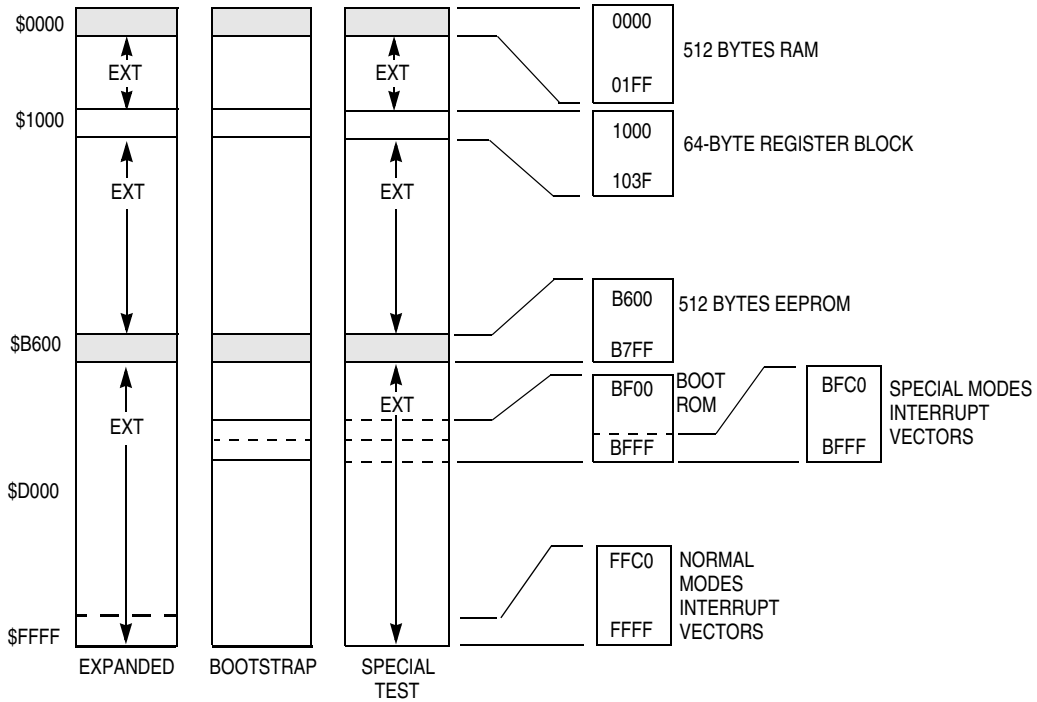 $0000
EXT
$1000
EXT
$B600
EXT
$D000
$FFFF
EXPANDED
BOOTSTRAP
EXT
EXT
EXT
SPECIAL
TEST
0000
01FF
512 BYTES RAM
1000
103F
64-BYTE REGISTER BLOCK
B600
B7FF
512 BYTES EEPROM
BF00
BFFF
BOOT
ROM
BFC0
BFFF
SPECIAL MODES
INTERRUPT
VECTORS
FFC0
FFFF
NORMAL
MODES
INTERRUPT
VECTORS